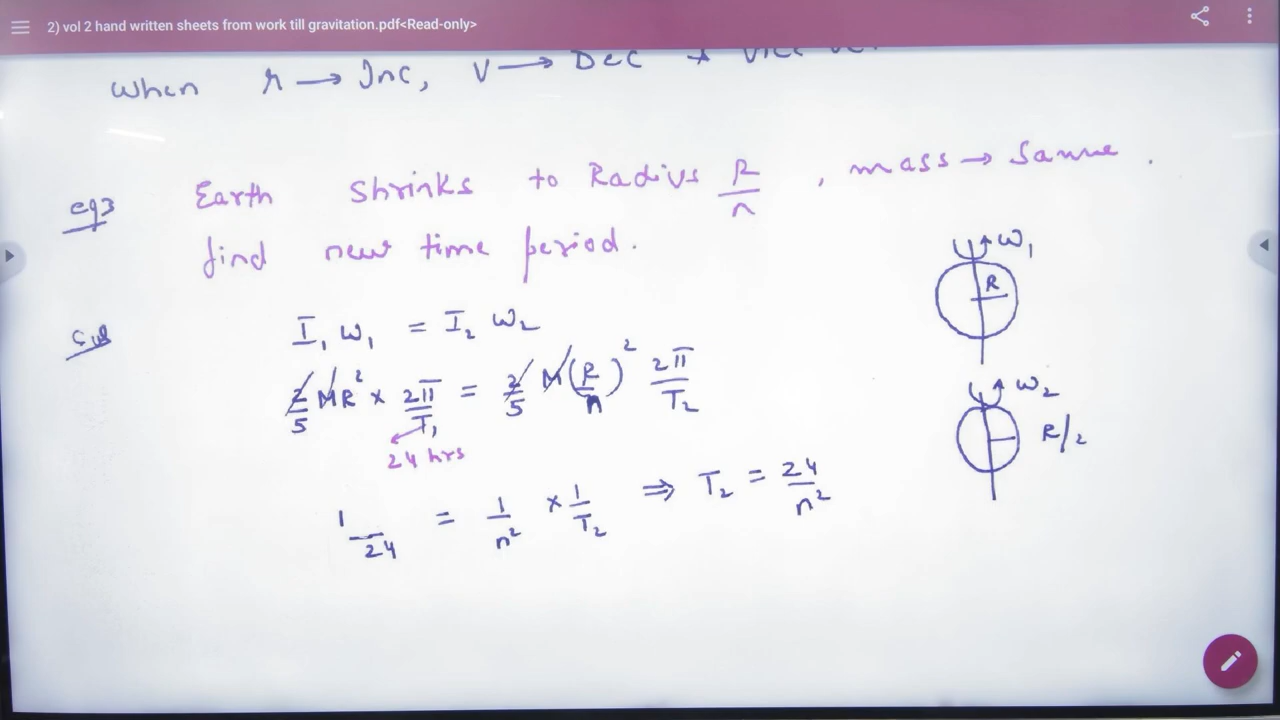 2) vol 2 hand written sheets from work till gravitation.pdf<Read-only>
When r → Inc, V → Dec
eg3 Earth Shrinks to Radius R/n , mass → Same .
find new time period.
ω₁
R
Sol
I₁ ω₁ = I₂ ω₂
2/5 MR² × 2π/T₁ = 2/5 M(R/n)² 2π/T₂
24 hrs
ω₂
R/2
1/24 = 1/n² × 1/T₂ ⇒ T₂ = 24/n²